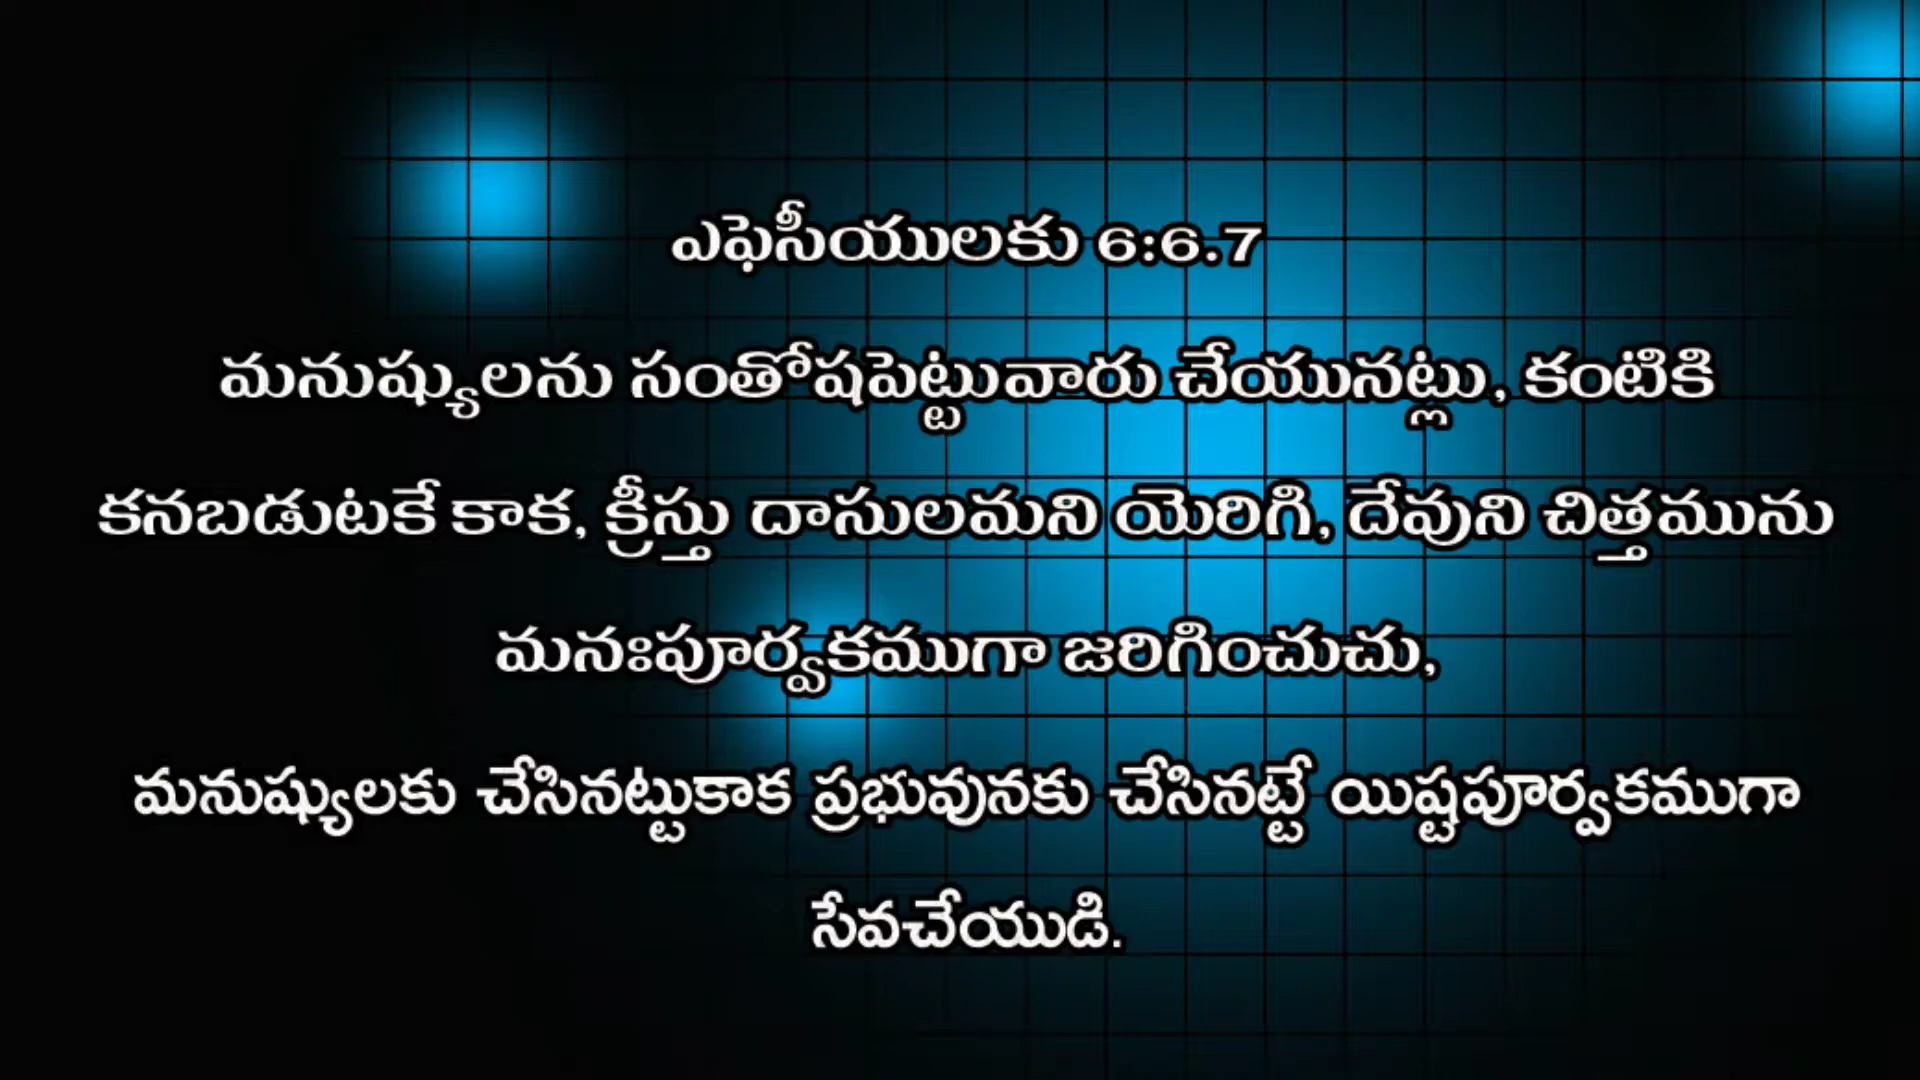 ఎఫెసీయులకు 6:6.7
మనుష్యులను సంతోషపెట్టువారు చేయునట్లు, కంటికి
కనబడుటకే కాక, క్రీస్తు దాసులమని యెరిగి, దేవుని చిత్తమును
మనఃపూర్వకముగా జరిగించుచు,
మనుష్యులకు చేసినట్టుకాక ప్రభువునకు చేసినట్టే యిష్టపూర్వకముగా
సేవచేయుడి.